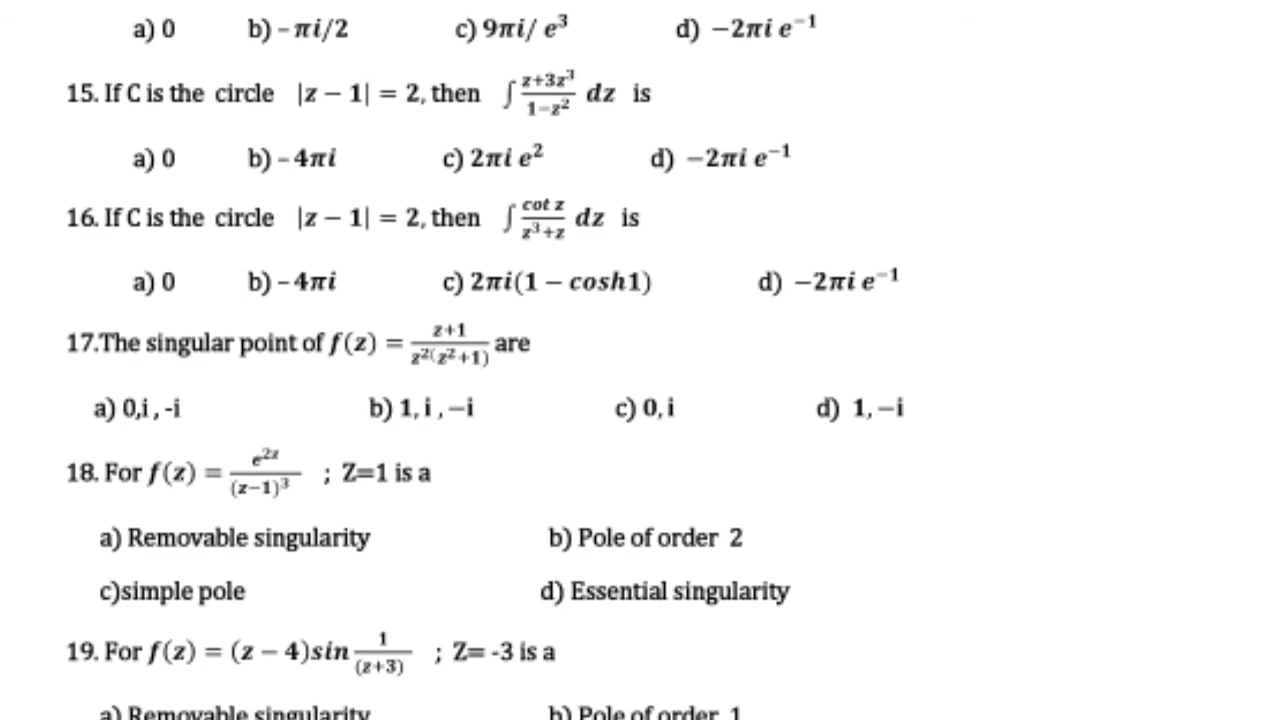 a) 0 b) – πi/2 c) 9πi/ e³ d) −2πi e⁻¹
15. If C is the circle |z − 1| = 2, then ∫ (z+3z³)/(1−z²) dz is
a) 0 b) – 4πi c) 2πi e² d) −2πi e⁻¹
16. If C is the circle |z − 1| = 2, then ∫ (cot z)/(z³+z) dz is
a) 0 b) – 4πi c) 2πi(1 − cosh1) d) −2πi e⁻¹
17.The singular point of f(z) = (z+1)/(z²(z²+1)) are
a) 0,i , -i b) 1, i , −i c) 0, i d) 1, −i
18. For f(z) = e²ᶻ/(z−1)³ ; Z=1 is a
a) Removable singularity b) Pole of order 2
c)simple pole d) Essential singularity
19. For f(z) = (z − 4)sin 1/(z+3) ; Z= -3 is a
a) Removable singularity b) Pole of order 1